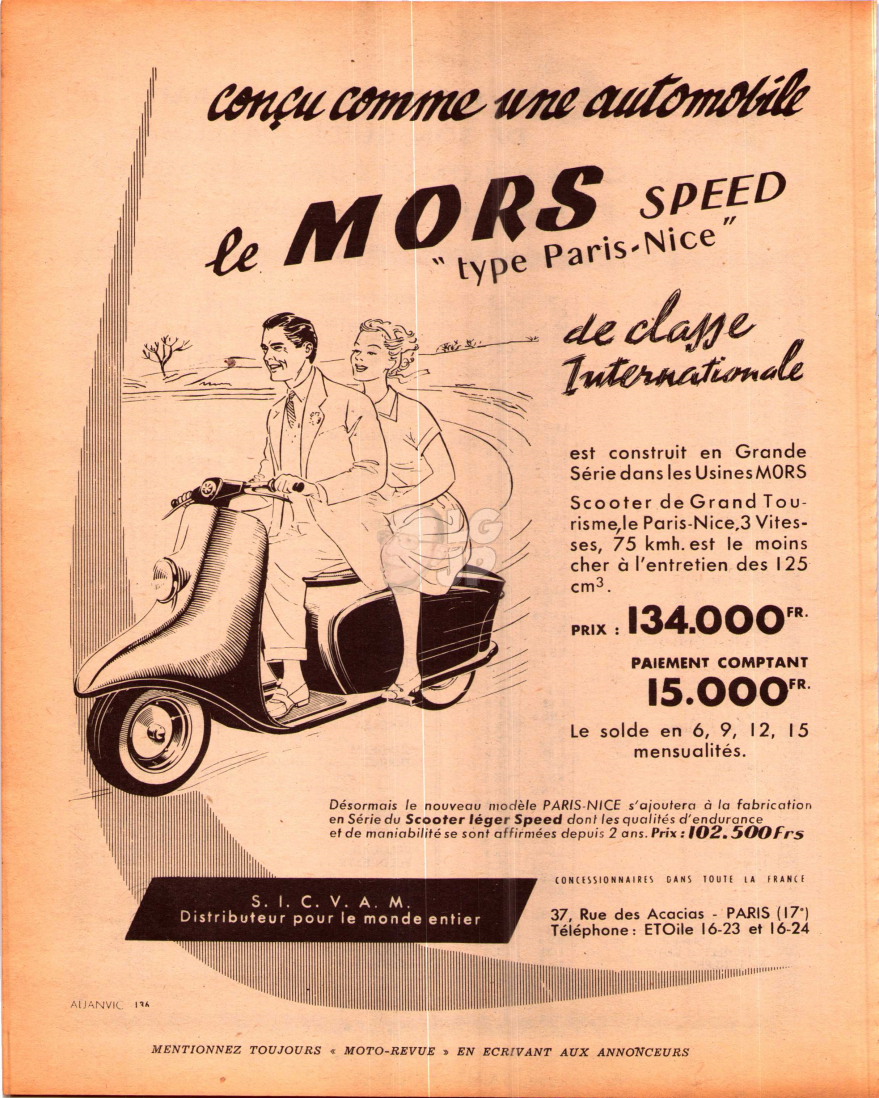 conçu comme une automobile
le MORS SPEED
"type Paris-Nice"
de classe
Internationale
est construit en Grande
Série dans les Usines MORS
Scooter de Grand Tou-
risme, le Paris-Nice, 3 Vites-
ses, 75 kmh. est le moins
cher à l'entretien des 125
cm³.
PRIX : 134.000 FR.
PAIEMENT COMPTANT
15.000 FR.
Le solde en 6, 9, 12, 15
mensualités.
Désormais le nouveau modèle PARIS-NICE s'ajoutera à la fabrication
en Série du Scooter léger Speed dont les qualités d'endurance
et de maniabilité se sont affirmées depuis 2 ans. Prix : 102.500 Frs
CONCESSIONNAIRES DANS TOUTE LA FRANCE
S. I. C. V. A. M.
Distributeur pour le monde entier
37, Rue des Acacias - PARIS (17°)
Téléphone : ETOile 16-23 et 16-24
MENTIONNEZ TOUJOURS « MOTO-REVUE » EN ECRIVANT AUX ANNONCEURS